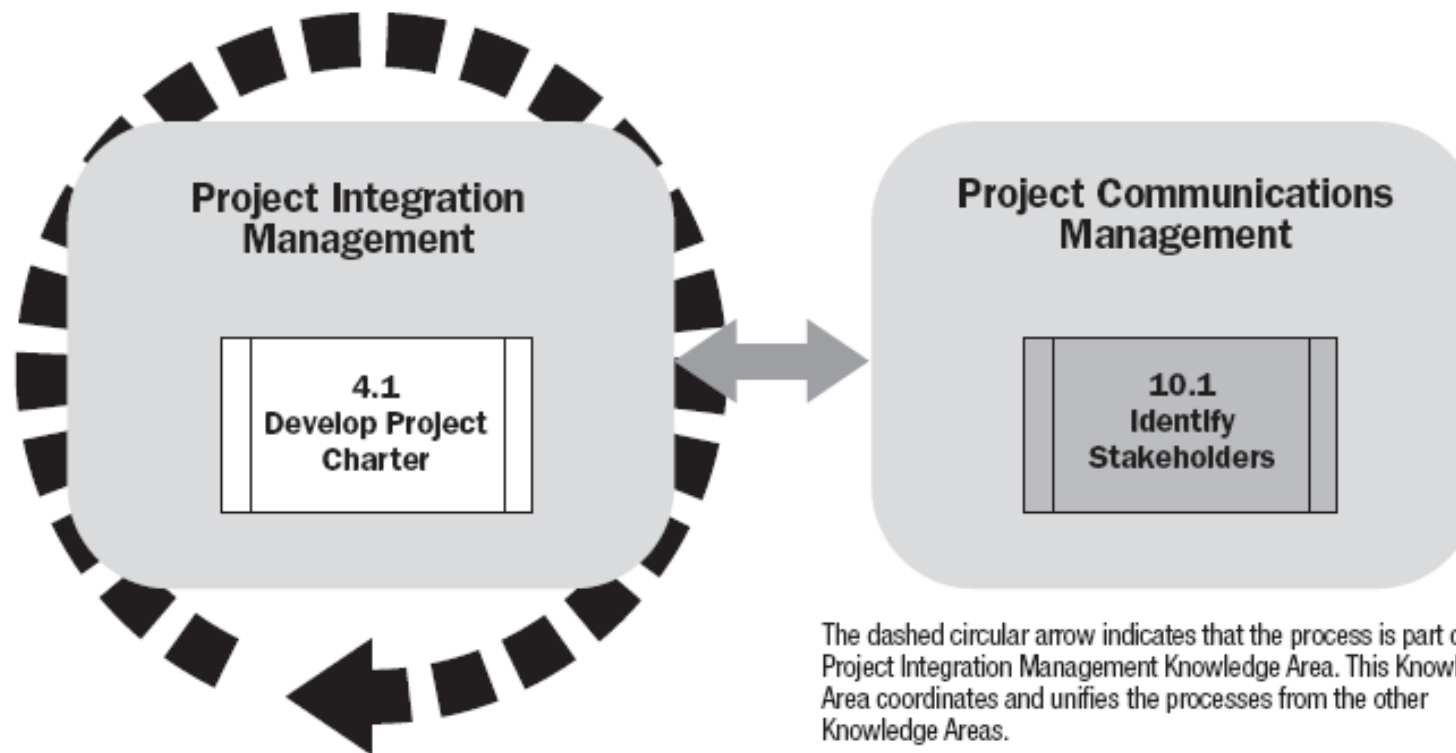 Project Integration
Management
4.1
Develop Project
Charter
Project Communications
Management
10.1
Identify
Stakeholders
The dashed circular arrow indicates that the process is part
Project Integration Management Knowledge Area. This
Area coordinates and unifies the processes from the other
Knowledge Areas.